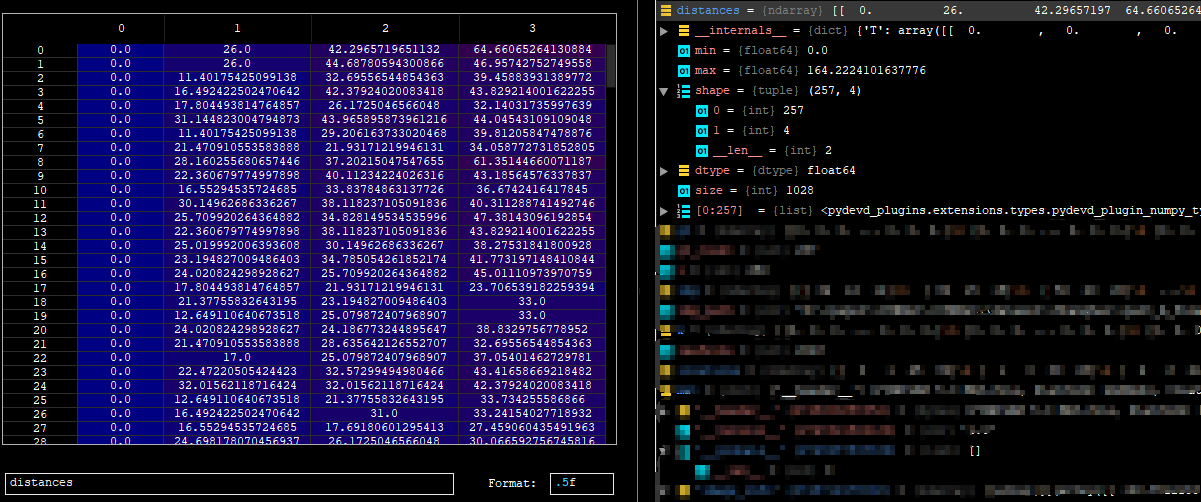 0 1 2 3
0 0.0 26.0 42.2965719651132 64.66065264130884
1 0.0 26.0 44.68780594300866 46.95742752749558
2 0.0 11.40175425099138 32.69556544854363 39.45883931389772
3 0.0 16.492422502470642 42.37924020083418 43.829214001622255
4 0.0 17.804493814764857 26.1725046566048 32.14031735997639
5 0.0 31.144823004794873 43.965895873961216 44.04543109109048
6 0.0 11.40175425099138 29.206163733020468 39.81205847478876
7 0.0 21.470910553583888 21.93171219946131 34.058772731852805
8 0.0 28.160255680657446 37.20215047547655 61.35144660071187
9 0.0 22.360679774997898 40.11234224026316 43.18564576337837
10 0.0 16.55294535724685 33.83784863137726 36.6742416417845
11 0.0 30.14962686336267 38.118237105091836 40.311288741492746
12 0.0 25.709920264364882 34.828149534535996 47.38143096192854
13 0.0 22.360679774997898 38.118237105091836 43.829214001622255
14 0.0 25.019992006393608 30.14962686336267 38.27531841800928
15 0.0 23.194827009486403 34.785054261852174 41.773197148410844
16 0.0 24.020824298928627 25.709920264364882 45.01110973970759
17 0.0 17.804493814764857 21.93171219946131 23.706539182259394
18 0.0 21.37755832643195 23.194827009486403 33.0
19 0.0 12.649110640673518 25.079872407968907 33.0
20 0.0 24.020824298928627 24.186773244895647 38.8329756778952
21 0.0 21.470910553583888 28.635642126552707 32.69556544854363
22 0.0 17.0 25.079872407968907 37.05401462729781
23 0.0 22.47220505424423 32.57299494980466 43.41658669218482
24 0.0 32.01562118716424 32.01562118716424 42.37924020083418
25 0.0 12.649110640673518 21.37755832643195 33.734255586866
26 0.0 16.492422502470642 31.0 33.24154027718932
27 0.0 16.55294535724685 17.69180601295413 27.459060435491963
28 0.0 24.698178070456937 26.1725046566048 30.066592756745816
distances
Format: .5f
distances = {ndarray} [[ 0. 26. 42.29657197 64.66065264
__internals__ = {dict} {'T': array([[ 0. , 0. , 0.
min = {float64} 0.0
max = {float64} 164.2224101637776
shape = {tuple} (257, 4)
0 = {int} 257
1 = {int} 4
__len__ = {int} 2
dtype = {dtype} float64
size = {int} 1028
[0:257] = {list} <pydevd_plugins.extensions.types.pydevd_plugin_numpy_ty
[]